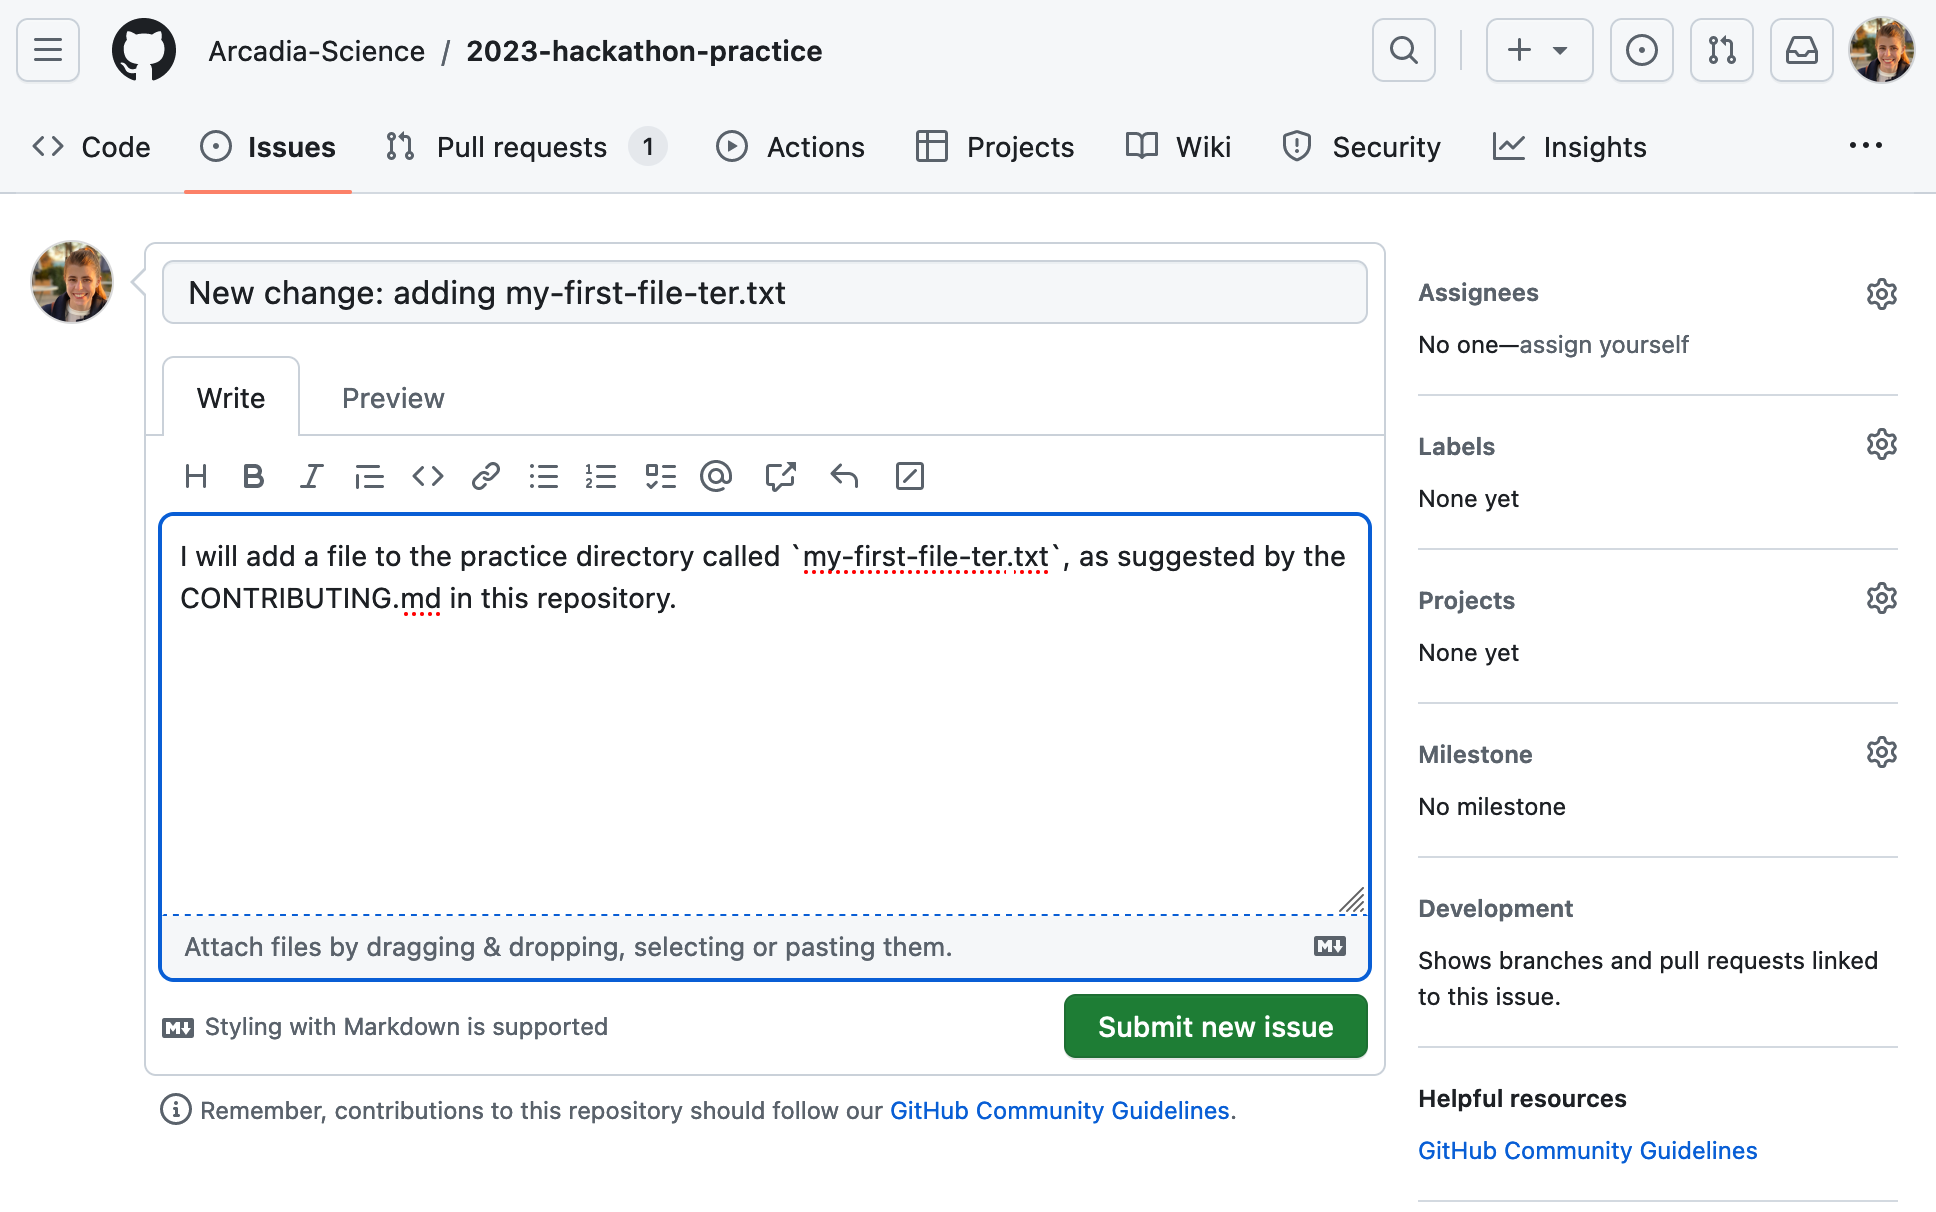 Arcadia-Science / 2023-hackathon-practice
Code Issues Pull requests 1 Actions Projects Wiki Security Insights
New change: adding my-first-file-ter.txt
Write Preview
I will add a file to the practice directory called `my-first-file-ter.txt`, as suggested by the
CONTRIBUTING.md in this repository.
Attach files by dragging & dropping, selecting or pasting them.
Styling with Markdown is supported
Submit new issue
Remember, contributions to this repository should follow our GitHub Community Guidelines.
Assignees
No one—assign yourself
Labels
None yet
Projects
None yet
Milestone
No milestone
Development
Shows branches and pull requests linked
to this issue.
Helpful resources
GitHub Community Guidelines